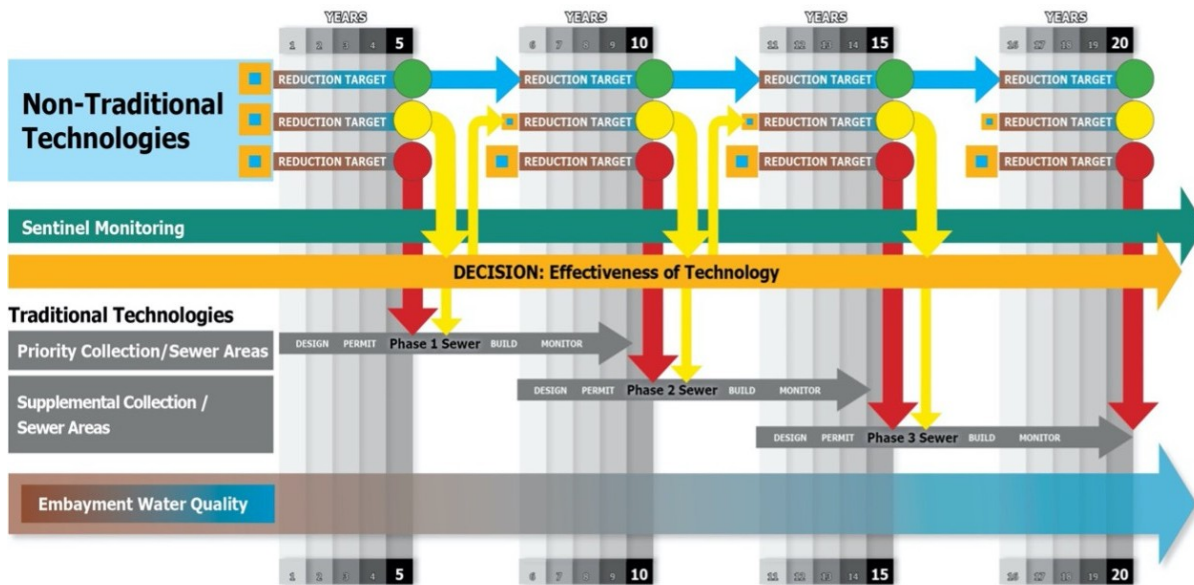 YEARS YEARS YEARS YEARS
1 2 3 4 5 6 7 8 9 10 11 12 13 14 15 16 17 18 19 20
Non-Traditional
Technologies
REDUCTION TARGET REDUCTION TARGET REDUCTION TARGET REDUCTION TARGET
REDUCTION TARGET REDUCTION TARGET REDUCTION TARGET REDUCTION TARGET
REDUCTION TARGET REDUCTION TARGET REDUCTION TARGET REDUCTION TARGET
Sentinel Monitoring
DECISION: Effectiveness of Technology
Traditional Technologies
Priority Collection/Sewer Areas
DESIGN PERMIT Phase 1 Sewer BUILD MONITOR
Supplemental Collection /
Sewer Areas
DESIGN PERMIT Phase 2 Sewer BUILD MONITOR
DESIGN PERMIT Phase 3 Sewer BUILD MONITOR
Embayment Water Quality
1 2 3 4 5 6 7 8 9 10 11 12 13 14 15 16 17 18 19 20
YEARS YEARS YEARS YEARS